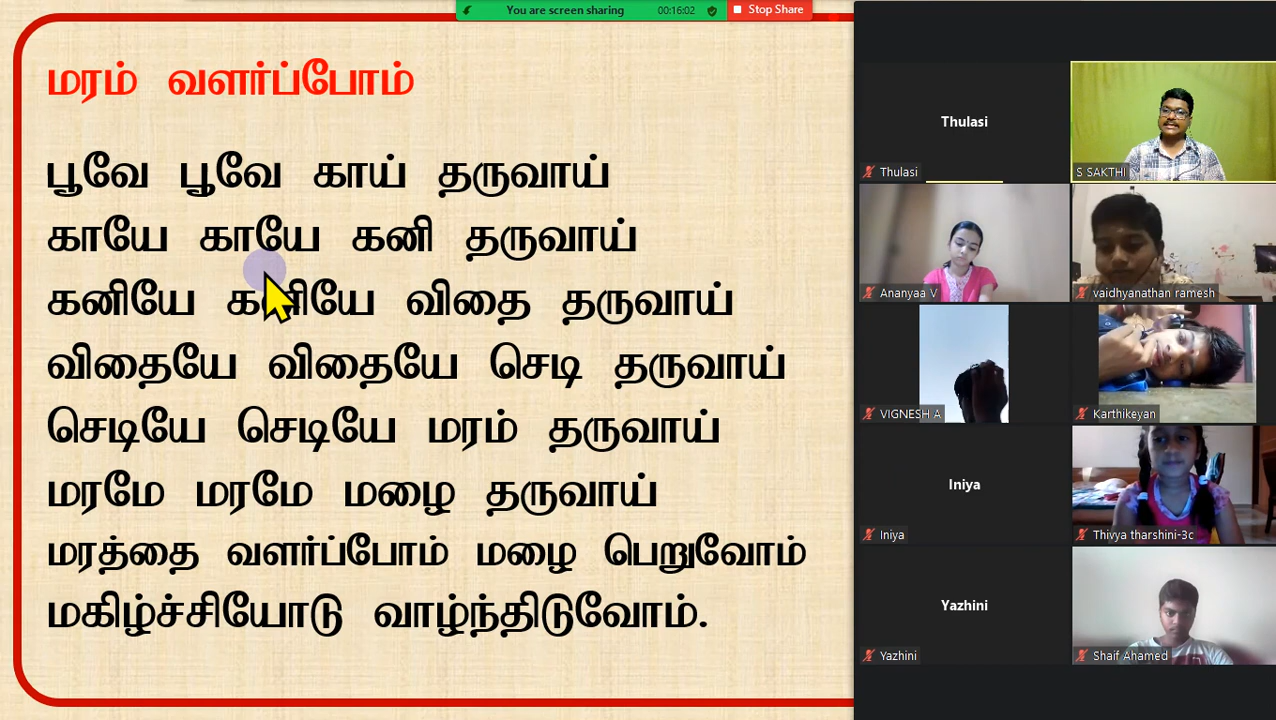 You are screen sharing 00:16:02 Stop Share
மரம் வளர்ப்போம்
பூவே பூவே காய் தருவாய்
காயே காயே கனி தருவாய்
கனியே கனியே விதை தருவாய்
விதையே விதையே செடி தருவாய்
செடியே செடியே மரம் தருவாய்
மரமே மரமே மழை தருவாய்
மரத்தை வளர்ப்போம் மழை பெறுவோம்
மகிழ்ச்சியோடு வாழ்ந்திடுவோம்.
Thulasi
Thulasi
S SAKTHI
Ananyaa V
vaidhyanathan ramesh
VIGNESH A
Karthikeyan
Iniya
Iniya
Thivya tharshini-3c
Yazhini
Yazhini
Shaif Ahamed